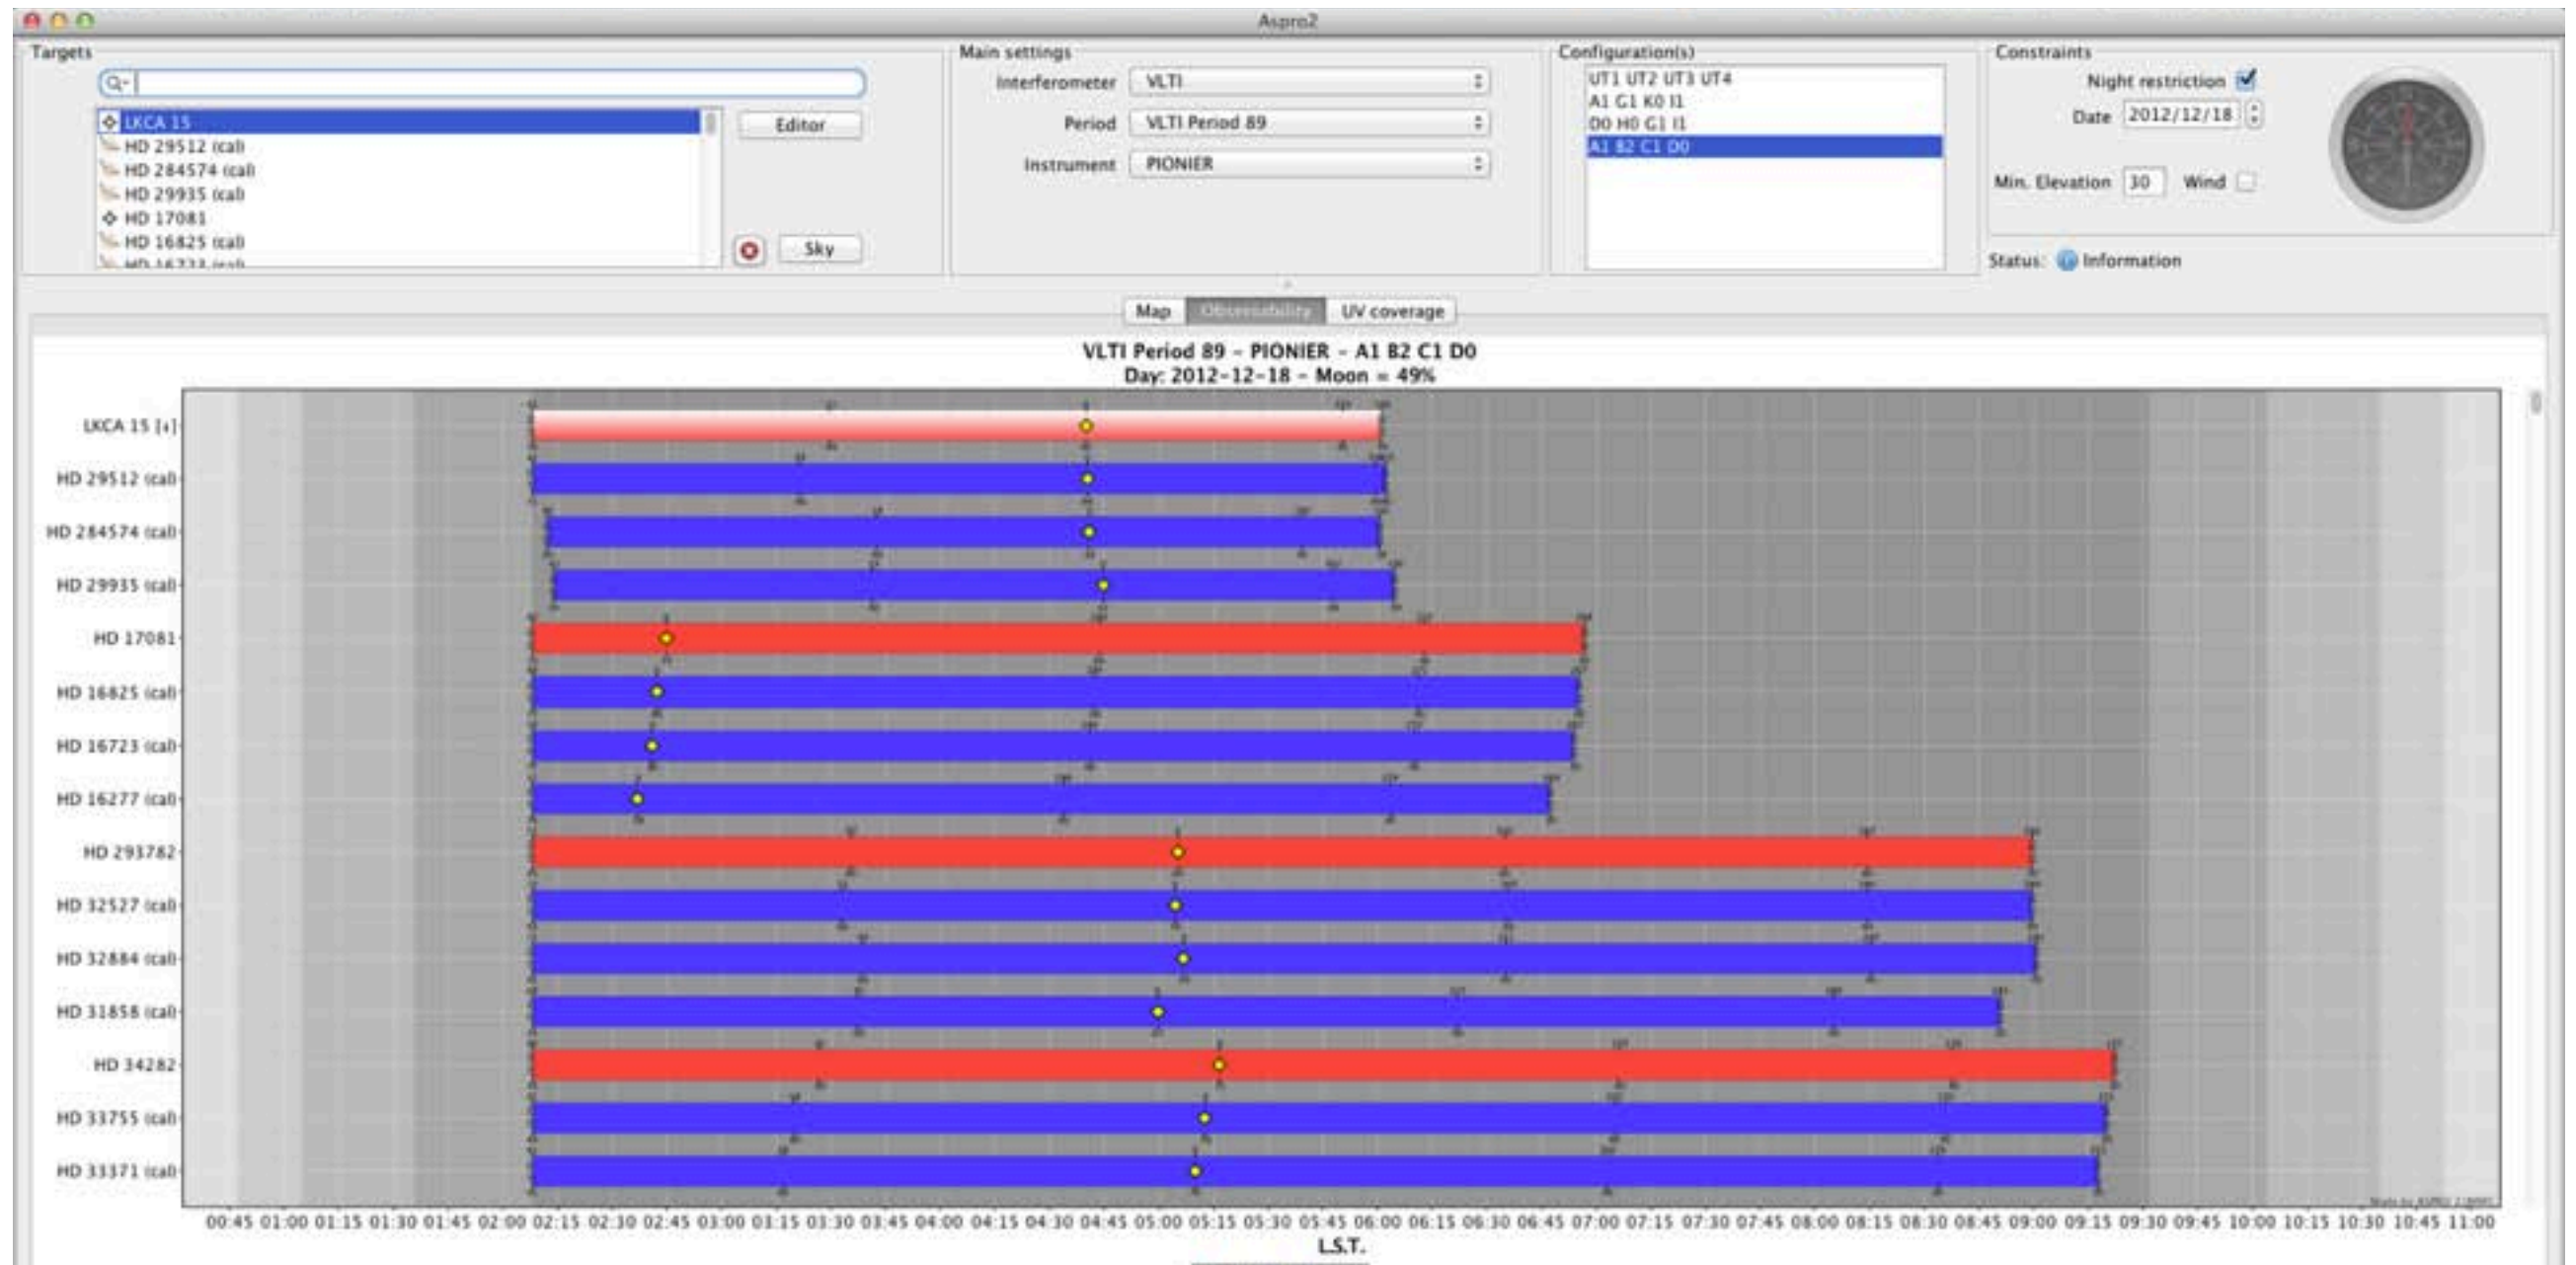 Aspro2
Targets
LKCA 15
HD 29512 (cal)
HD 284574 (cal)
HD 29935 (cal)
HD 17081
HD 16825 (cal)
HD 16723 (cal)
Editor
Sky
Main settings
Interferometer VLTI
Period VLTI Period 89
Instrument PIONIER
Configuration(s)
UT1 UT2 UT3 UT4
A1 G1 K0 I1
D0 H0 G1 I1
A1 B2 C1 D0
Constraints
Night restriction
Date 2012/12/18
Min. Elevation 30 Wind
Status: Information
Map Observability UV coverage
VLTI Period 89 - PIONIER - A1 B2 C1 D0
Day: 2012-12-18 - Moon = 49%
LKCA 15
HD 29512 (cal)
HD 284574 (cal)
HD 29935 (cal)
HD 17081
HD 16825 (cal)
HD 16723 (cal)
HD 16277 (cal)
HD 293782
HD 32527 (cal)
HD 32884 (cal)
HD 31858 (cal)
HD 34282
HD 33755 (cal)
HD 33371 (cal)
00:45 01:00 01:15 01:30 01:45 02:00 02:15 02:30 02:45 03:00 03:15 03:30 03:45 04:00 04:15 04:30 04:45 05:00 05:15 05:30 05:45 06:00 06:15 06:30 06:45 07:00 07:15 07:30 07:45 08:00 08:15 08:30 08:45 09:00 09:15 09:30 09:45 10:00 10:15 10:30 10:45 11:00
L.S.T.